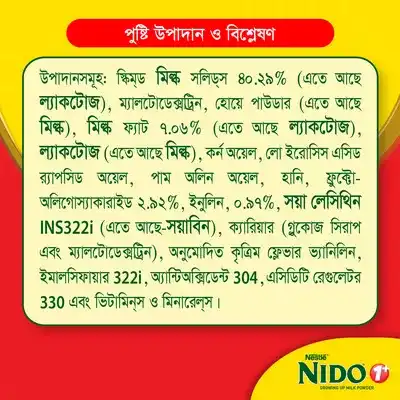 পুষ্টি উপাদান ও বিশ্লেষণ
উপাদানসমূহ: স্কিমড মিল্ক সলিড্স ৪০.২৯% (এতে আছে
ল্যাকটোজ), ম্যালটোডেক্সট্রিন, হোয়ে পাউডার (এতে আছে
মিল্ক), মিল্ক ফ্যাট ৭.০৬% (এতে আছে ল্যাকটোজ),
ল্যাকটোজ (এতে আছে মিল্ক), কর্ন অয়েল, লো ইরোসিস এসিড
র‍্যাপসিড অয়েল, পাম অলিন অয়েল, হানি, ফ্রুক্টো-
অলিগোস্যাকারাইড ২.৯২%, ইনুলিন, ০.৯৭%, সয়া লেসিথিন
INS322i (এতে আছে-সয়াবিন), ক্যারিয়ার (গ্লুকোজ সিরাপ
এবং ম্যালটোডেক্সট্রিন), অনুমোদিত কৃত্রিম ফ্লেভার ভ্যানিলিন,
ইমালসিফায়ার 322i, অ্যান্টিঅক্সিডেন্ট 304, এসিডিটি রেগুলেটর
330 এবং ভিটামিন্স ও মিনারেল্স।
Nestlé
NIDO 1+
GROWING UP MILK POWDER